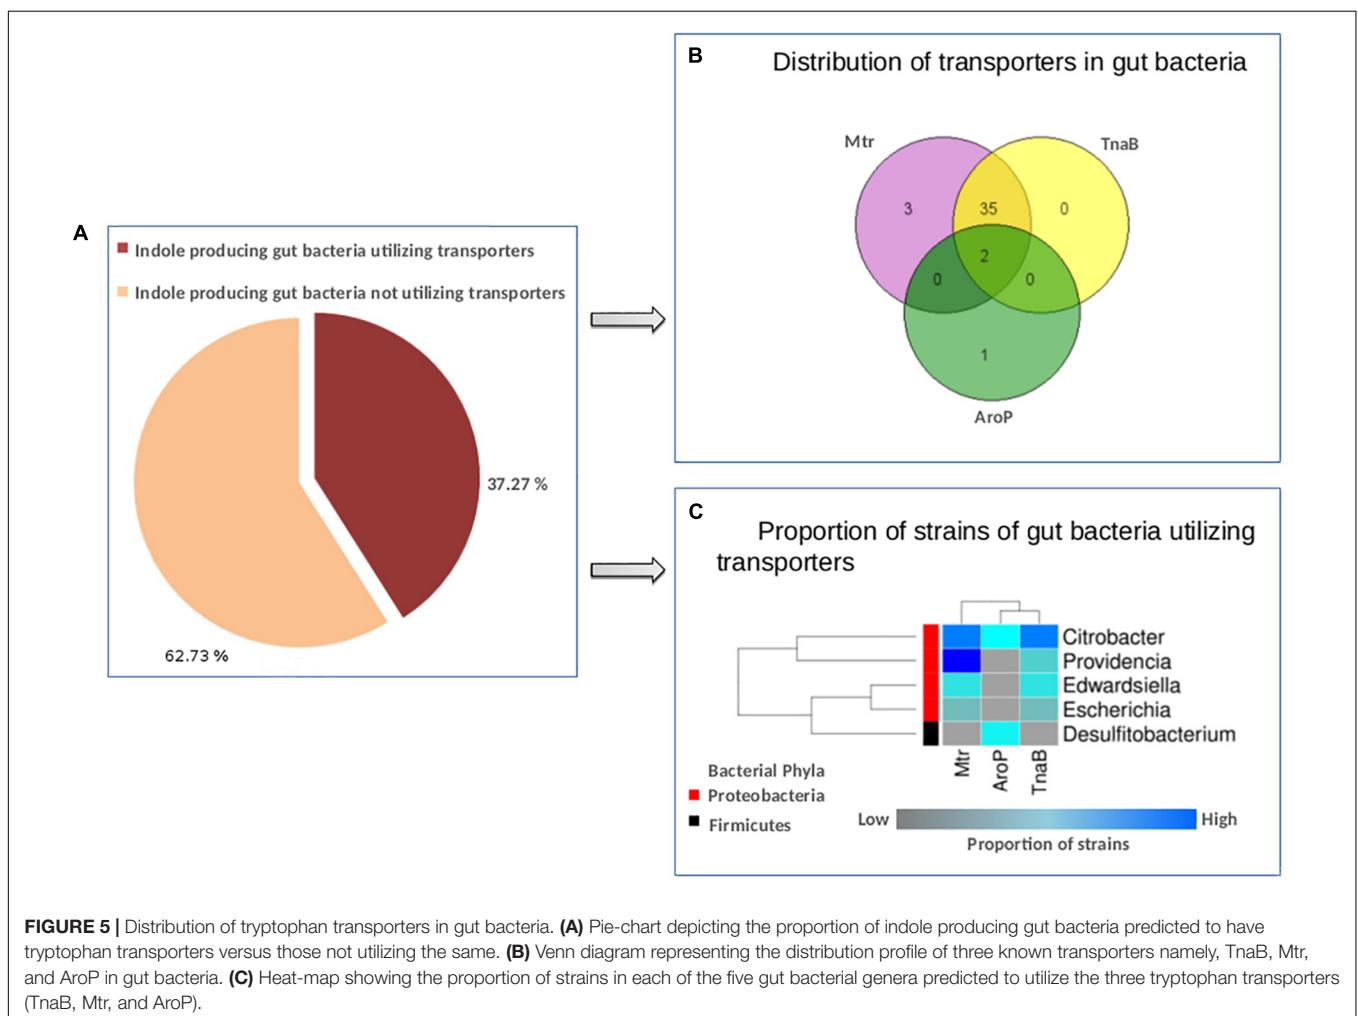 A
Indole producing gut bacteria utilizing transporters
Indole producing gut bacteria not utilizing transporters
37.27 %
62.73 %
B
Distribution of transporters in gut bacteria
Mtr
TnaB
3
35
0
2
0
0
1
AroP
C
Proportion of strains of gut bacteria utilizing
transporters
Citrobacter
Providencia
Edwardsiella
Escherichia
Desulfitobacterium
Mtr
AroP
TnaB
Bacterial Phyla
Proteobacteria
Firmicutes
Low
High
Proportion of strains
FIGURE 5 | Distribution of tryptophan transporters in gut bacteria. (A) Pie-chart depicting the proportion of indole producing gut bacteria predicted to have
tryptophan transporters versus those not utilizing the same. (B) Venn diagram representing the distribution profile of three known transporters namely, TnaB, Mtr,
and AroP in gut bacteria. (C) Heat-map showing the proportion of strains in each of the five gut bacterial genera predicted to utilize the three tryptophan transporters
(TnaB, Mtr, and AroP).